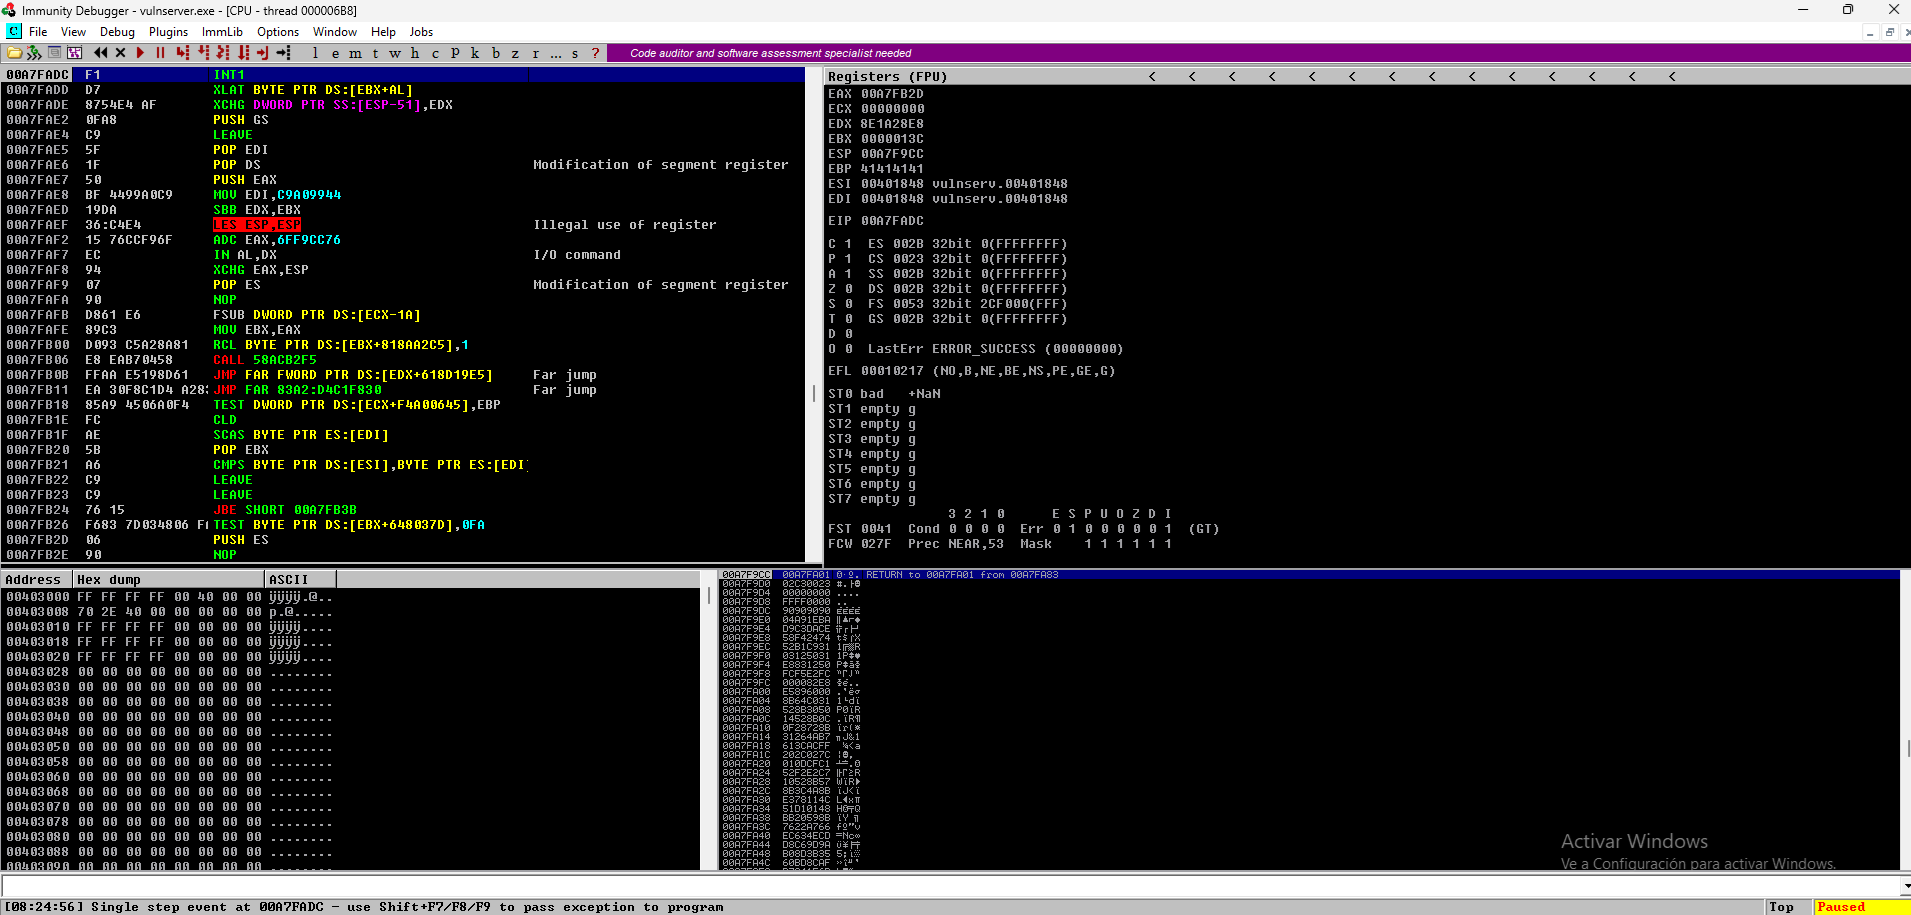 Immunity Debugger - vulnserver.exe - [CPU - thread 000006B8]
C File View Debug Plugins ImmLib Options Window Help Jobs
l e m t w h c P k b z r ... s ? Code auditor and software assessment specialist needed
00A7FADC F1 INT1
00A7FADD D7 XLAT BYTE PTR DS:[EBX+AL]
00A7FADE 8754E4 AF XCHG DWORD PTR SS:[ESP-51],EDX
00A7FAE2 0FA8 PUSH GS
00A7FAE4 C9 LEAVE
00A7FAE5 5F POP EDI
00A7FAE6 1F POP DS Modification of segment register
00A7FAE7 50 PUSH EAX
00A7FAE8 BF 4499A0C9 MOV EDI,C9A09944
00A7FAED 19DA SBB EDX,EBX
00A7FAEF 36:C4E4 LES ESP,ESP Illegal use of register
00A7FAF2 15 76CCF96F ADC EAX,6FF9CC76
00A7FAF7 EC IN AL,DX I/O command
00A7FAF8 94 XCHG EAX,ESP
00A7FAF9 07 POP ES Modification of segment register
00A7FAFA 90 NOP
00A7FAFB D861 E6 FSUB DWORD PTR DS:[ECX-1A]
00A7FAFE 89C3 MOV EBX,EAX
00A7FB00 D093 C5A28A81 RCL BYTE PTR DS:[EBX+818AA2C5],1
00A7FB06 E8 EAB70458 CALL 58ACB2F5
00A7FB0B FFAA E5198D61 JMP FAR FWORD PTR DS:[EDX+618D19E5] Far jump
00A7FB11 EA 30F8C1D4 A28: JMP FAR 83A2:D4C1F830 Far jump
00A7FB18 85A9 4506A0F4 TEST DWORD PTR DS:[ECX+F4A00645],EBP
00A7FB1E FC CLD
00A7FB1F AE SCAS BYTE PTR ES:[EDI]
00A7FB20 5B POP EBX
00A7FB21 A6 CMPS BYTE PTR DS:[ESI],BYTE PTR ES:[EDI]
00A7FB22 C9 LEAVE
00A7FB23 C9 LEAVE
00A7FB24 76 15 JBE SHORT 00A7FB3B
00A7FB26 F683 7D034806 TEST BYTE PTR DS:[EBX+648037D],0FA
00A7FB2D 06 PUSH ES
00A7FB2E 90 NOP
Registers (FPU) < < < < < < < < < < < < < <
EAX 00A7FB2D
ECX 00000000
EDX 8E1A28E8
EBX 0000013C
ESP 00A7F9CC
EBP 41414141
ESI 00401848 vulnserv.00401848
EDI 00401848 vulnserv.00401848
EIP 00A7FADC
C 1 ES 002B 32bit 0(FFFFFFFF)
P 1 CS 0023 32bit 0(FFFFFFFF)
A 1 SS 002B 32bit 0(FFFFFFFF)
Z 0 DS 002B 32bit 0(FFFFFFFF)
S 0 FS 0053 32bit 2CF000(FFF)
T 0 GS 002B 32bit 0(FFFFFFFF)
D 0
O 0 LastErr ERROR_SUCCESS (00000000)
EFL 00010217 (NO,B,NE,BE,NS,PE,GE,G)
ST0 bad +NaN
ST1 empty g
ST2 empty g
ST3 empty g
ST4 empty g
ST5 empty g
ST6 empty g
ST7 empty g
3 2 1 0 E S P U O Z D I
FST 0041 Cond 0 0 0 0 Err 0 1 0 0 0 0 0 1 (GT)
FCW 027F Prec NEAR,53 Mask 1 1 1 1 1 1
Address Hex dump ASCII
00403000 FF FF FF FF 00 40 00 00 ÿÿÿÿ.@..
00403008 70 2E 40 00 00 00 00 00 p.@.....
00403010 FF FF FF FF 00 00 00 00 ÿÿÿÿ....
00403018 FF FF FF FF 00 00 00 00 ÿÿÿÿ....
00403020 FF FF FF FF 00 00 00 00 ÿÿÿÿ....
00403028 00 00 00 00 00 00 00 00 ........
00403030 00 00 00 00 00 00 00 00 ........
00403038 00 00 00 00 00 00 00 00 ........
00403040 00 00 00 00 00 00 00 00 ........
00403048 00 00 00 00 00 00 00 00 ........
00403050 00 00 00 00 00 00 00 00 ........
00403058 00 00 00 00 00 00 00 00 ........
00403060 00 00 00 00 00 00 00 00 ........
00403068 00 00 00 00 00 00 00 00 ........
00403070 00 00 00 00 00 00 00 00 ........
00403078 00 00 00 00 00 00 00 00 ........
00403080 00 00 00 00 00 00 00 00 ........
00403088 00 00 00 00 00 00 00 00 ........
00403090 00 00 00 00 00 00 00 00 ........
00A7F9CC 00A7FA01 RETURN to 00A7FA01 from 00A7FA83
00A7F9D0 02C30023
00A7F9D4 00000000 ....
00A7F9D8 FFFF0000
00A7F9DC 90909090 ÉÉÉÉ
00A7F9E0 04A91EBA
00A7F9E4 D9C3DACE
00A7F9E8 58F42474
00A7F9EC 52B1C931
00A7F9F0 03125031
00A7F9F4 E8831250
00A7F9F8 FCF5E2FC
00A7F9FC 000082E8
00A7FA00 E5896000
00A7FA04 8B64C031
00A7FA08 528B3050
00A7FA0C 14528B0C
00A7FA10 0F28728B
00A7FA14 31264AB7
00A7FA18 613CACFF
00A7FA1C 202C027C
00A7FA20 010DCFC1
00A7FA24 52F2E2C7
00A7FA28 10528B57
00A7FA2C 8B3C4A8B
00A7FA30 E378114C
00A7FA34 51D10148
00A7FA38 BB20598B
00A7FA3C 7622A766
00A7FA40 EC634ECD
00A7FA44 D8C69D9A
00A7FA48 B08D3B35
00A7FA4C 60BD8CAF
Activar Windows
Ve a Configuración para activar Windows.
[08:24:56] Single step event at 00A7FADC - use Shift+F7/F8/F9 to pass exception to program Top Paused